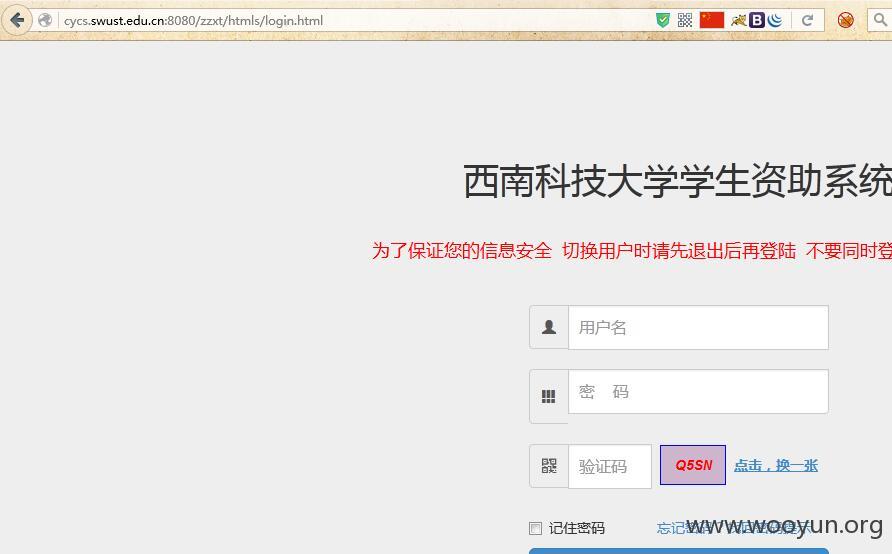 cycs.swust.edu.cn:8080/zzxt/htmls/login.html
西南科技大学学生资助系统
为了保证您的信息安全 切换用户时请先退出后再登陆 不要同时登
用户名
密 码
验证码 Q5SN 点击，换一张
记住密码 忘记密码
www.wooyun.org